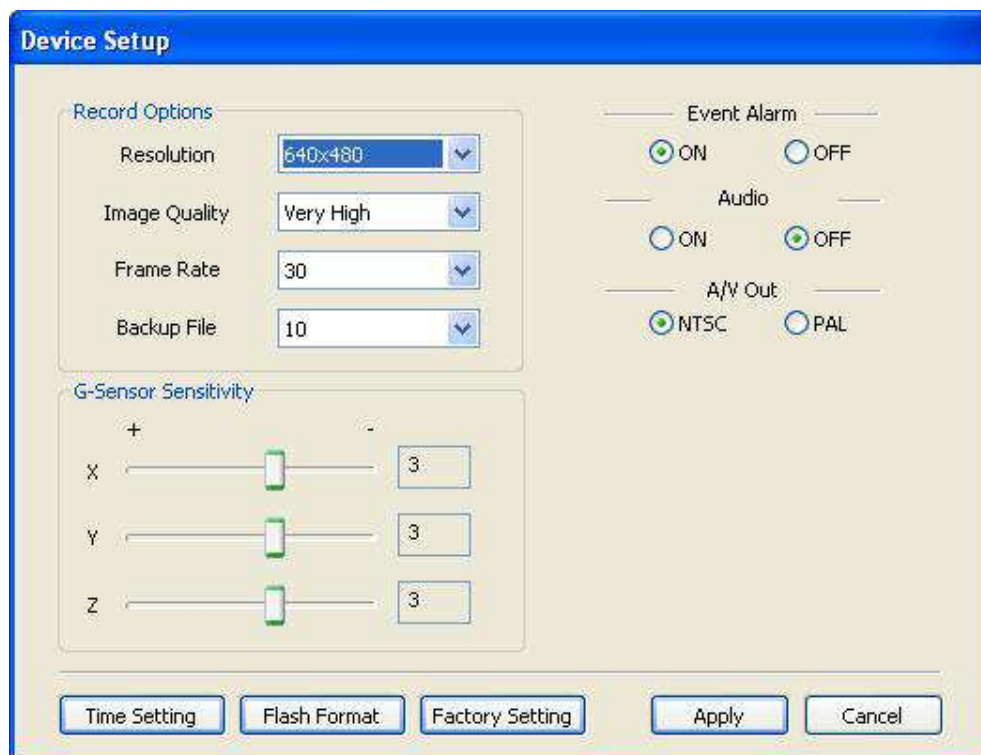 Device Setup
Record Options
Resolution 640x480
Image Quality Very High
Frame Rate 30
Backup File 10
Event Alarm
ON OFF
Audio
ON OFF
A/V Out
NTSC PAL
G-Sensor Sensitivity
+ -
X 3
Y 3
Z 3
Time Setting Flash Format Factory Setting Apply Cancel